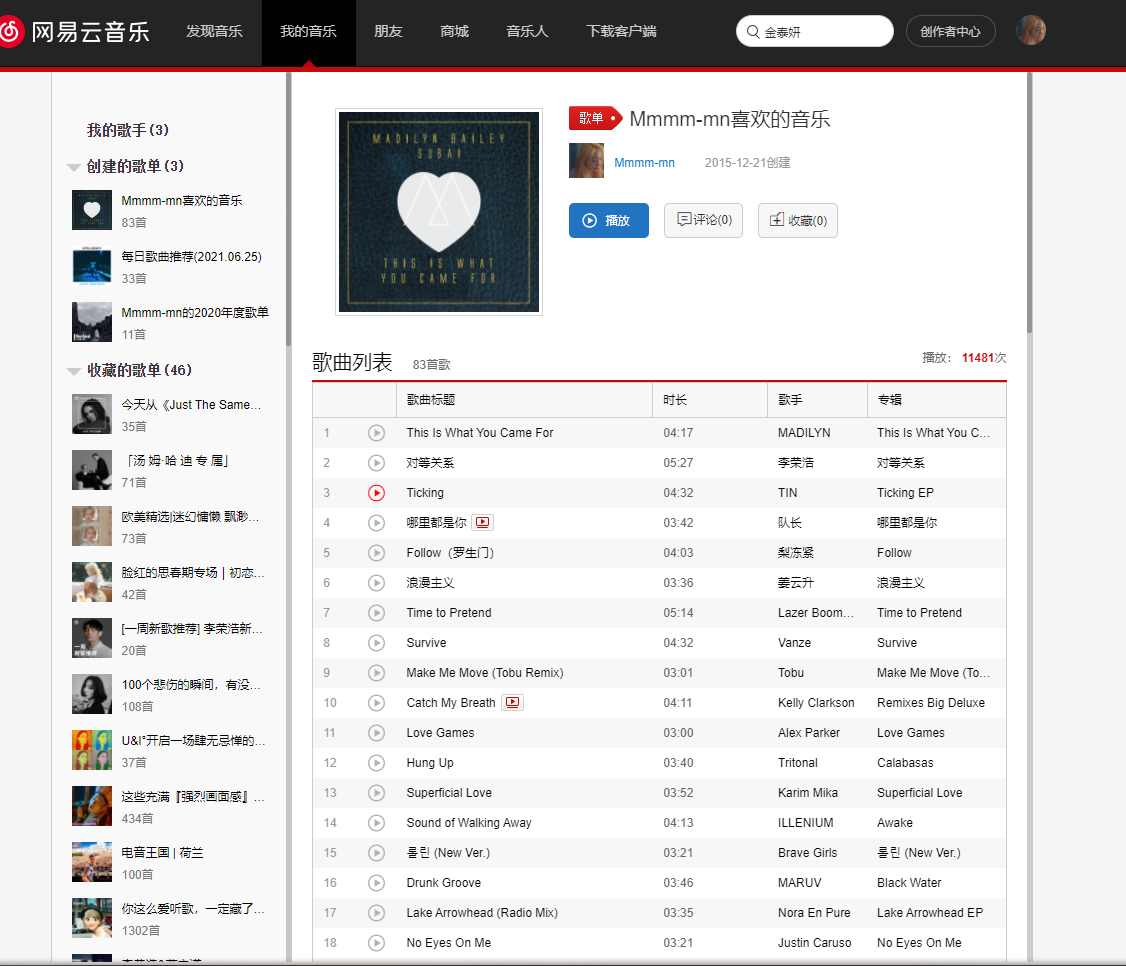 网易云音乐 发现音乐 我的音乐 朋友 商城 音乐人 下载客户端 金泰妍 创作者中心
我的歌手(3)
创建的歌单(3)
Mmmm-mn喜欢的音乐
83首
每日歌曲推荐(2021.06.25)
33首
Mmmm-mn的2020年度歌单
11首
收藏的歌单(46)
今天从《Just The Same...
35首
「汤 姆·哈 迪 专 属」
71首
欧美精选|迷幻慵懒 飘渺...
73首
脸红的思春期专场｜初恋...
42首
[一周新歌推荐] 李荣浩新...
20首
100个悲伤的瞬间，有没...
108首
U&I°开启一场肆无忌惮的...
37首
这些充满『强烈画面感』...
434首
电音王国 | 荷兰
100首
你这么爱听歌，一定藏了...
1302首
MADILYN BAILEY
SUBAI
THIS IS WHAT
YOU CAME FOR
歌单 Mmmm-mn喜欢的音乐
Mmmm-mn 2015-12-21创建
播放 评论(0) 收藏(0)
歌曲列表 83首歌 播放： 11481次
歌曲标题 时长 歌手 专辑
1 This Is What You Came For 04:17 MADILYN This Is What You C...
2 对等关系 05:27 李荣浩 对等关系
3 Ticking 04:32 TIN Ticking EP
4 哪里都是你 03:42 队长 哪里都是你
5 Follow（罗生门） 04:03 梨冻紧 Follow
6 浪漫主义 03:36 姜云升 浪漫主义
7 Time to Pretend 05:14 Lazer Boom... Time to Pretend
8 Survive 04:32 Vanze Survive
9 Make Me Move (Tobu Remix) 03:01 Tobu Make Me Move (To...
10 Catch My Breath 04:11 Kelly Clarkson Remixes Big Deluxe
11 Love Games 03:00 Alex Parker Love Games
12 Hung Up 03:40 Tritonal Calabasas
13 Superficial Love 03:52 Karim Mika Superficial Love
14 Sound of Walking Away 04:13 ILLENIUM Awake
15 롤린 (New Ver.) 03:21 Brave Girls 롤린 (New Ver.)
16 Drunk Groove 03:46 MARUV Black Water
17 Lake Arrowhead (Radio Mix) 03:35 Nora En Pure Lake Arrowhead EP
18 No Eyes On Me 03:21 Justin Caruso No Eyes On Me